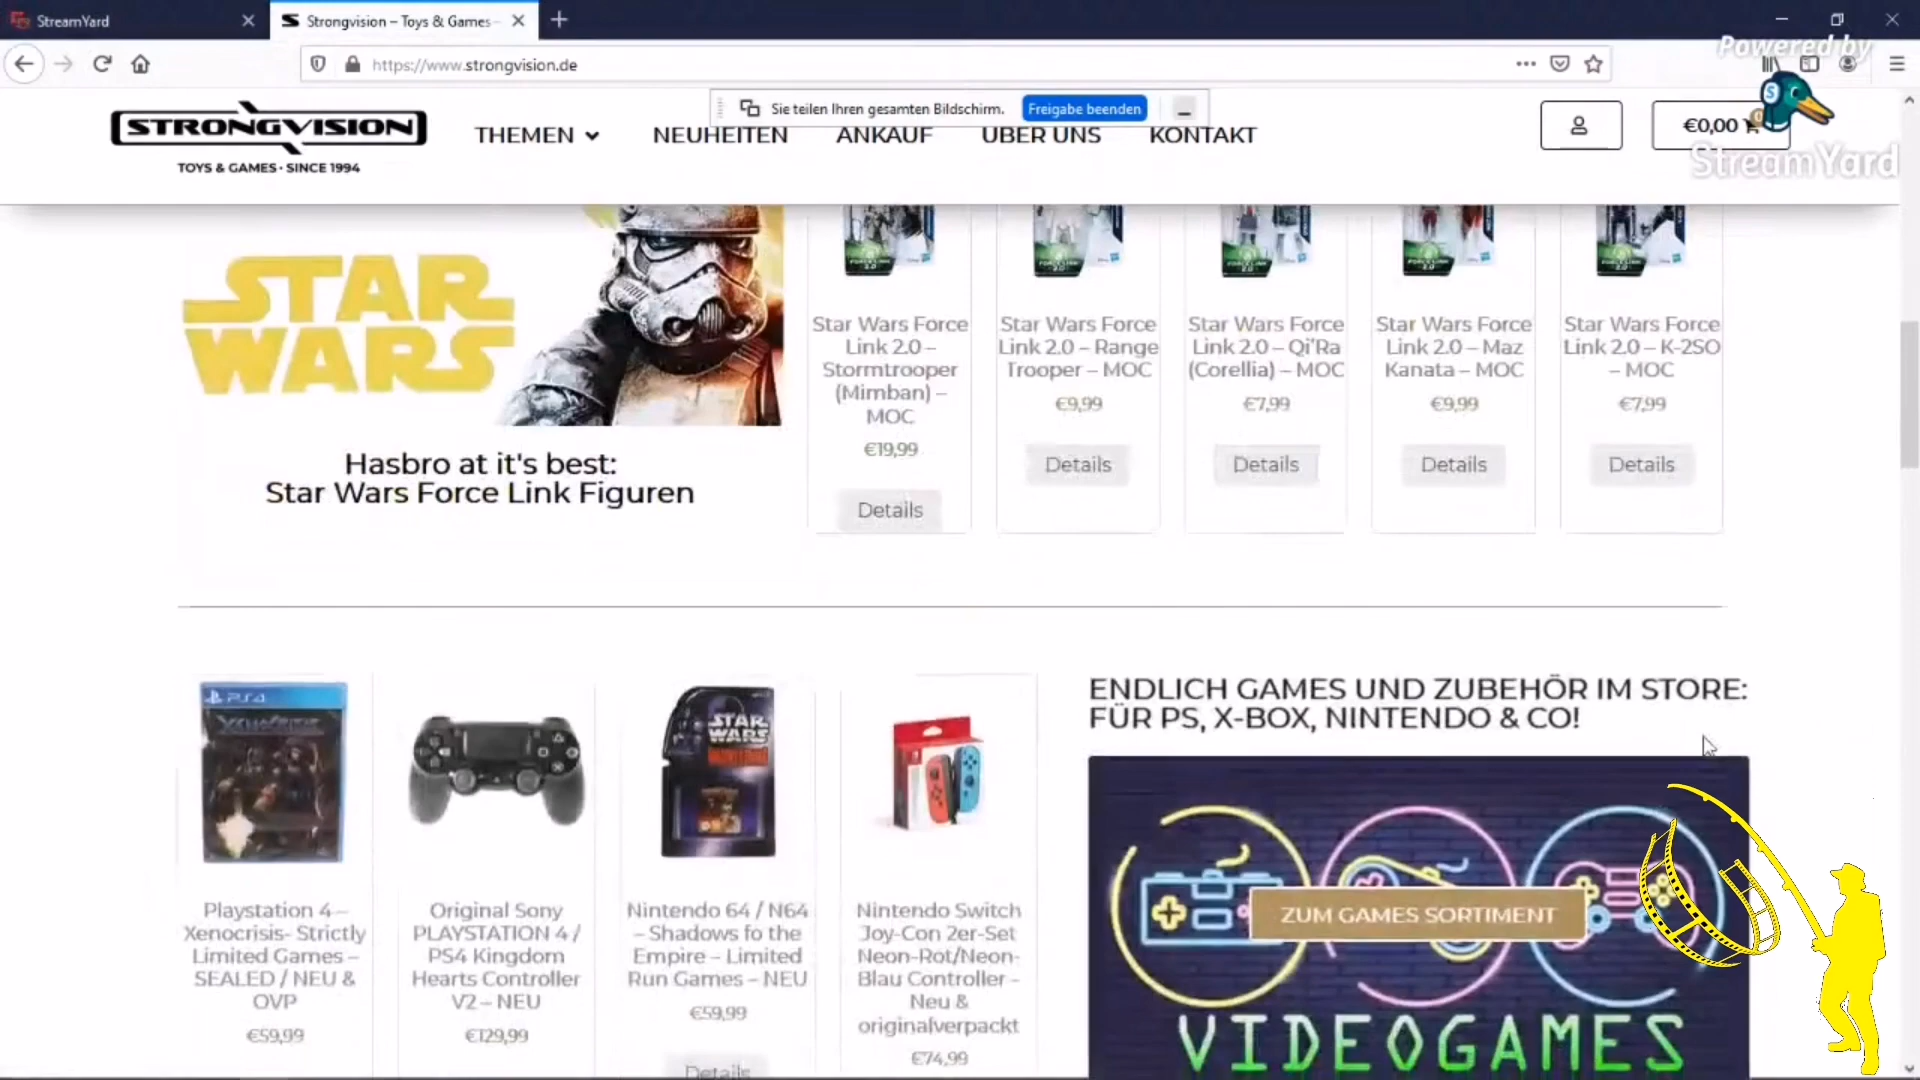 StreamYard
Strongvision – Toys & Games -
https://www.strongvision.de
Powered by
StreamYard
Sie teilen Ihren gesamten Bildschirm.
Freigabe beenden
STRONGVISION
TOYS & GAMES · SINCE 1994
THEMEN
NEUHEITEN
ANKAUF
ÜBER UNS
KONTAKT
€0,00
STAR
WARS
Hasbro at it's best:
Star Wars Force Link Figuren
Star Wars Force
Link 2.0 –
Stormtrooper
(Mimban) –
MOC
€19,99
Details
Star Wars Force
Link 2.0 – Range
Trooper – MOC
€9,99
Details
Star Wars Force
Link 2.0 – Qi'Ra
(Corellia) – MOC
€7,99
Details
Star Wars Force
Link 2.0 – Maz
Kanata – MOC
€9,99
Details
Star Wars Force
Link 2.0 – K-2SO
– MOC
€7,99
Details
PS4
STAR
WARS
Playstation 4 –
Xenocrisis- Strictly
Limited Games –
SEALED / NEU &
OVP
€59,99
Original Sony
PLAYSTATION 4 /
PS4 Kingdom
Hearts Controller
V2 – NEU
€129,99
Nintendo 64 / N64
– Shadows fo the
Empire – Limited
Run Games – NEU
€59,99
Details
Nintendo Switch
Joy-Con 2er-Set
Neon-Rot/Neon-
Blau Controller –
Neu &
originalverpackt
€74,99
ENDLICH GAMES UND ZUBEHÖR IM STORE:
FÜR PS, X-BOX, NINTENDO & CO!
ZUM GAMES SORTIMENT
VIDEOGAMES